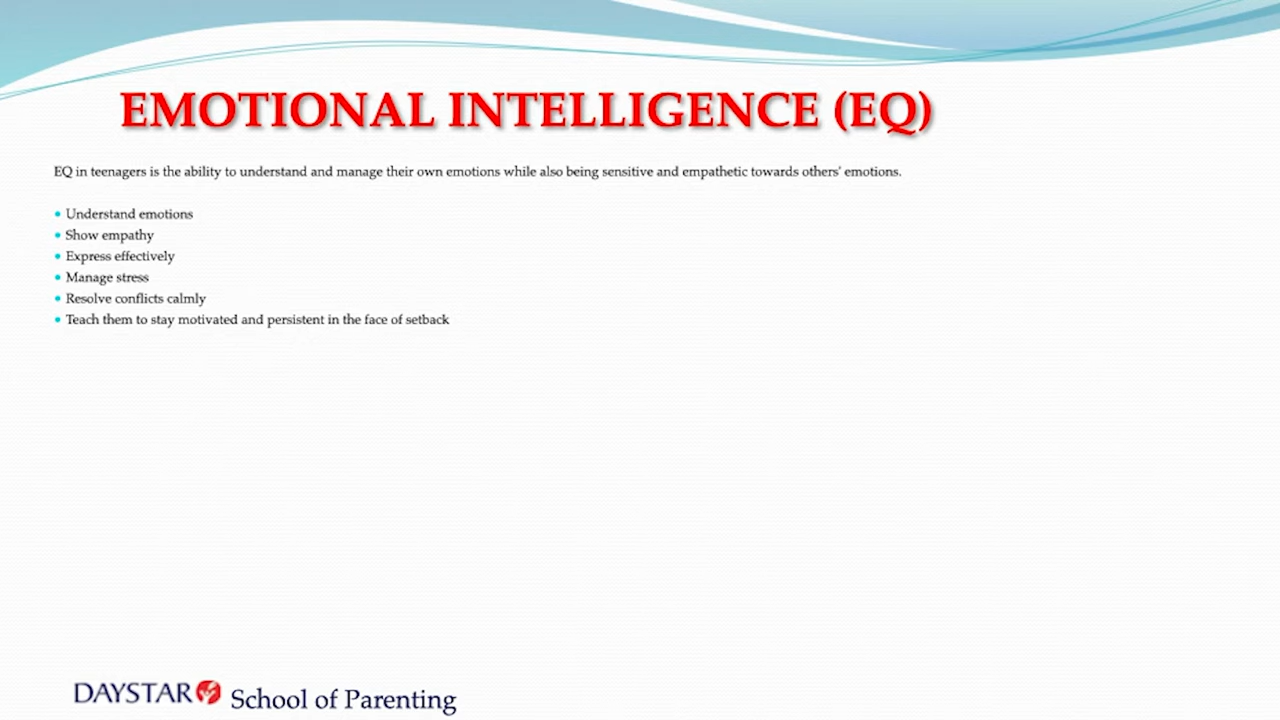 EMOTIONAL INTELLIGENCE (EQ)
EQ in teenagers is the ability to understand and manage their own emotions while also being sensitive and empathetic towards others' emotions.
• Understand emotions
• Show empathy
• Express effectively
• Manage stress
• Resolve conflicts calmly
• Teach them to stay motivated and persistent in the face of setback
DAYSTAR School of Parenting